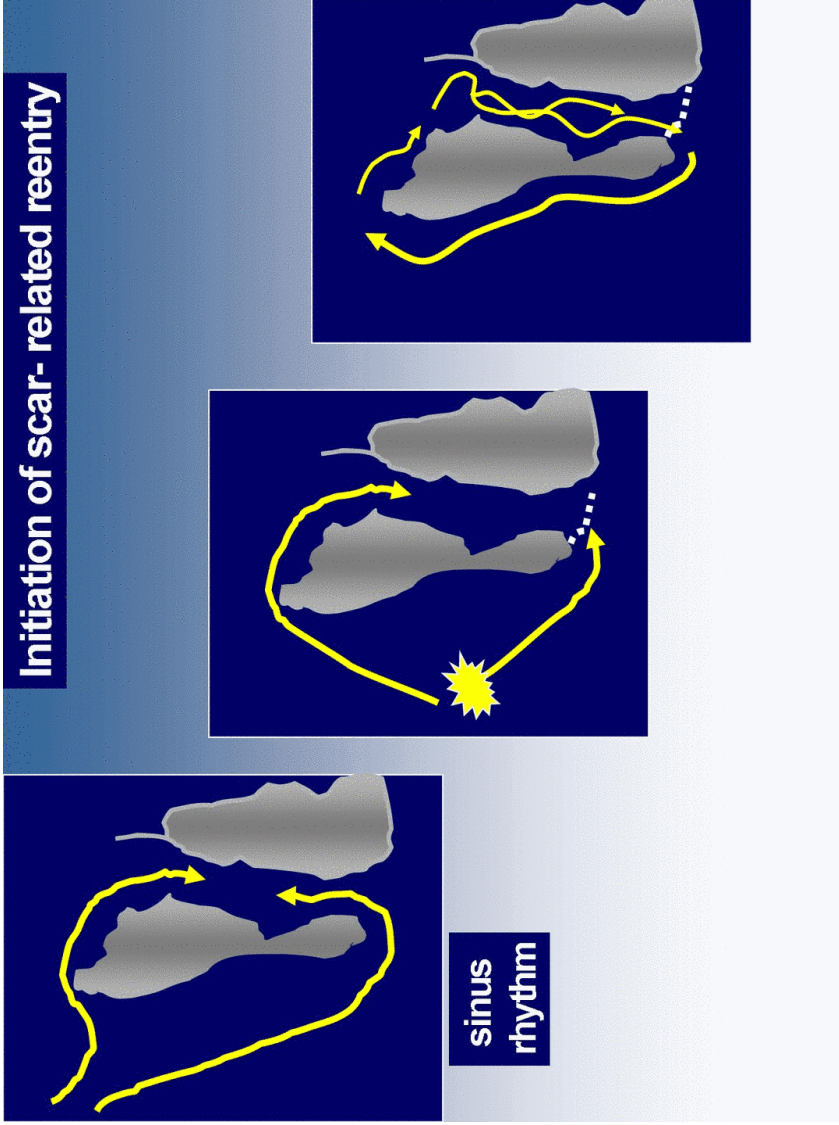 Initiation of scar- related reentry
sinus
rhythm